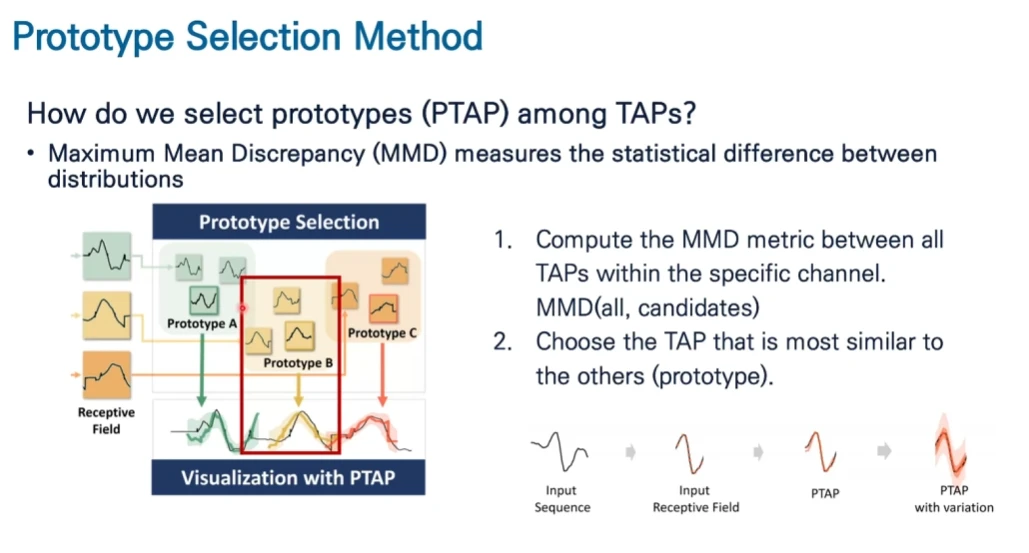 Prototype Selection Method
How do we select prototypes (PTAP) among TAPs?
• Maximum Mean Discrepancy (MMD) measures the statistical difference between
distributions
Prototype Selection
Prototype A
Prototype B
Prototype C
Receptive
Field
Visualization with PTAP
1. Compute the MMD metric between all
TAPs within the specific channel.
MMD(all, candidates)
2. Choose the TAP that is most similar to
the others (prototype).
Input
Sequence
Input
Receptive Field
PTAP
PTAP
with variation